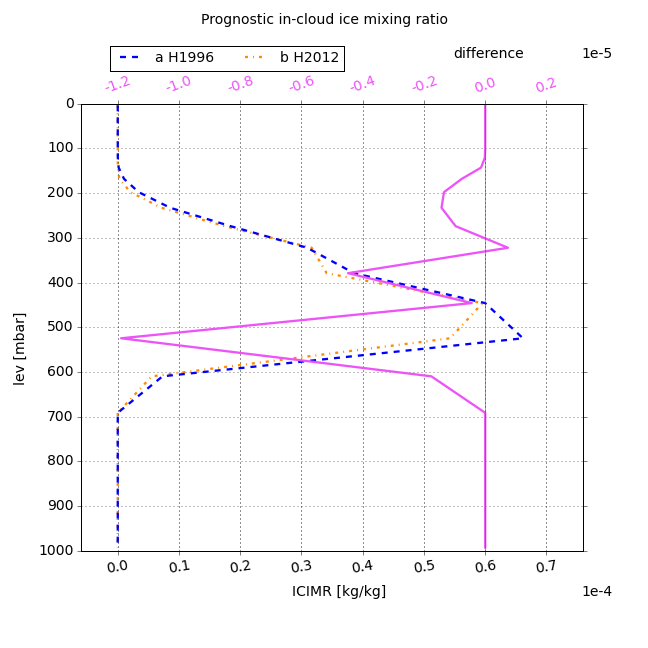 Prognostic in-cloud ice mixing ratio
a H1996 b H2012 difference 1e-5
-1.2 -1.0 -0.8 -0.6 -0.4 -0.2 0.0 0.2
0
100
200
300
400
500
600
700
800
900
1000
lev [mbar]
0.0 0.1 0.2 0.3 0.4 0.5 0.6 0.7
ICIMR [kg/kg] 1e-4